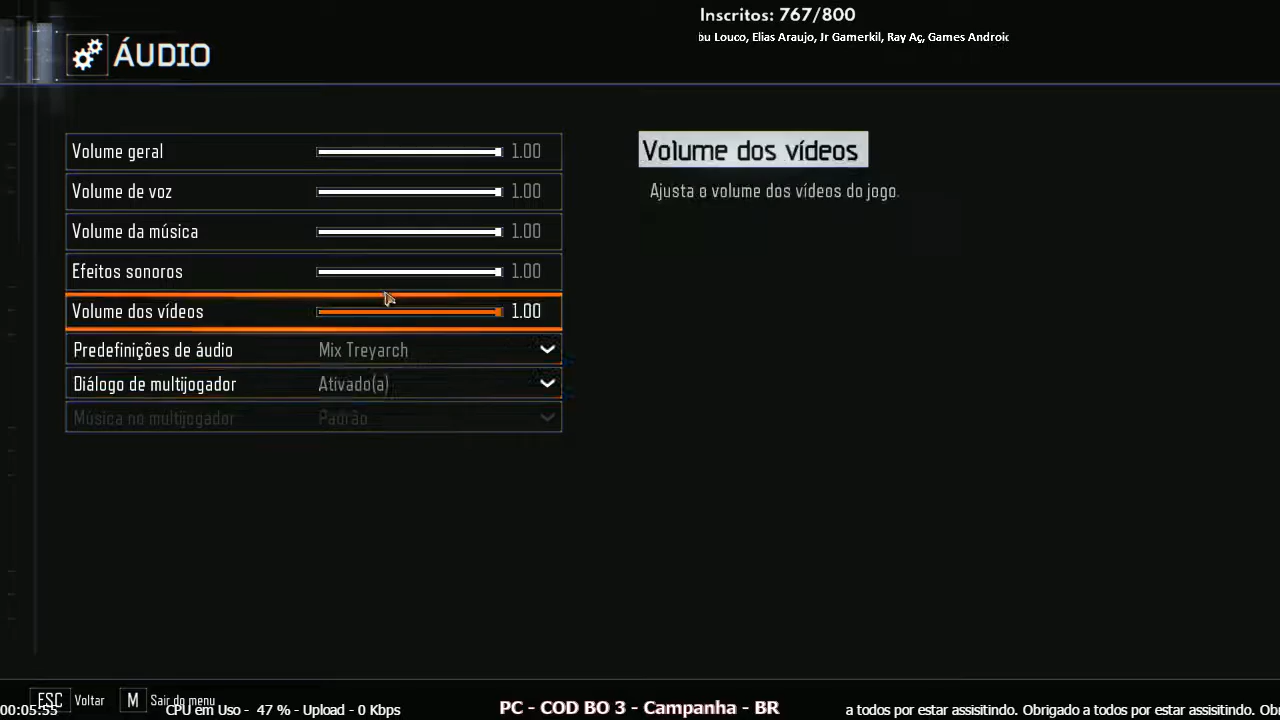 Inscritos: 767/800
bu Louco, Elias Araujo, Jr Gamerkil, Ray Aç, Games Androi
ÁUDIO
Volume geral 1.00
Volume de voz 1.00
Volume da música 1.00
Efeitos sonoros 1.00
Volume dos vídeos 1.00
Predefinições de áudio Mix Treyarch
Diálogo de multijogador Ativado(a)
Música no multijogador Padrão
Volume dos vídeos
Ajusta o volume dos vídeos do jogo.
ESC Voltar M Sair do menu
00:05:55 CPU em Uso - 47 % - Upload - 0 Kbps PC - COD BO 3 - Campanha - BR a todos por estar assisitindo. Obrigado a todos por estar assisitindo. Ob